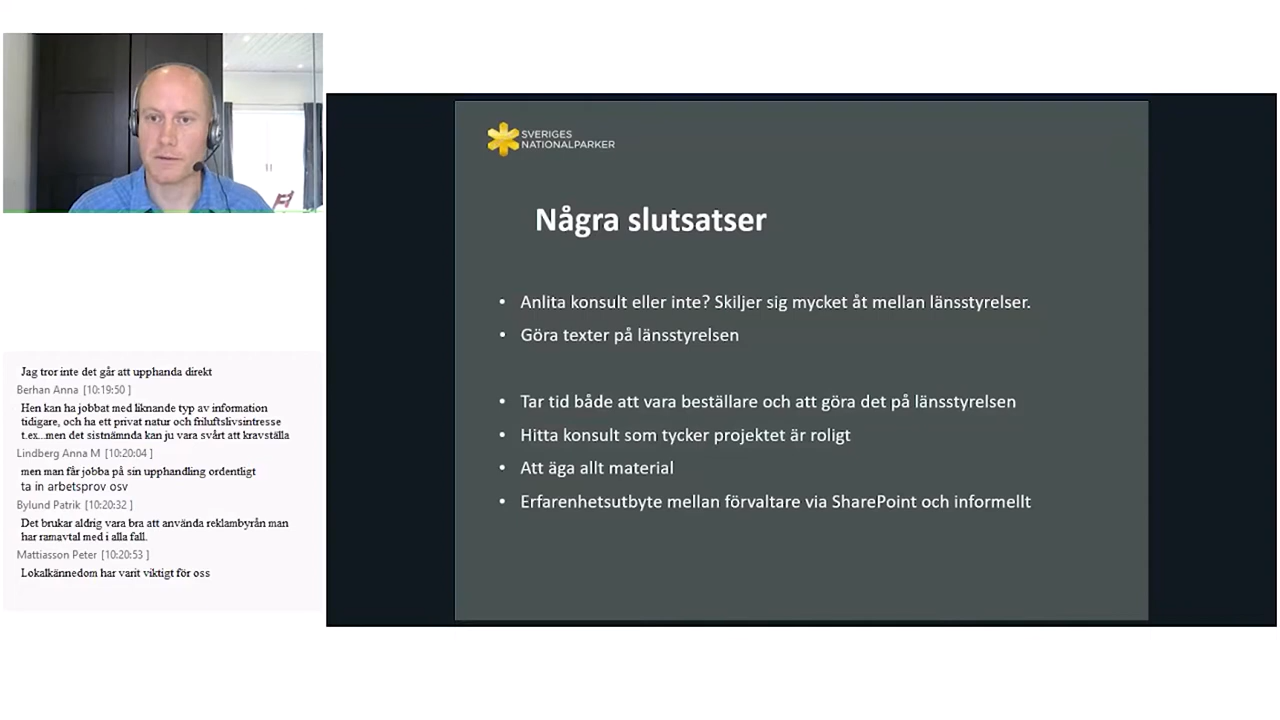 SVERIGES
NATIONALPARKER
Några slutsatser
• Anlita konsult eller inte? Skiljer sig mycket åt mellan länsstyrelser.
• Göra texter på länsstyrelsen
• Tar tid både att vara beställare och att göra det på länsstyrelsen
• Hitta konsult som tycker projektet är roligt
• Att äga allt material
• Erfarenhetsutbyte mellan förvaltare via SharePoint och informellt
Jag tror inte det går att upphanda direkt
Berhan Anna [10:19:50 ]
Hen kan ha jobbat med liknande typ av information
tidigare, och ha ett privat natur och friluftslivsintresse
t.ex...men det sistnämnda kan ju vara svårt att kravställa
Lindberg Anna M [10:20:04 ]
men man får jobba på sin upphandling ordentligt
ta in arbetsprov osv
Bylund Patrik [10:20:32 ]
Det brukar aldrig vara bra att använda reklambyrån man
har ramavtal med i alla fall.
Mattiasson Peter [10:20:53 ]
Lokalkännedom har varit viktigt för oss